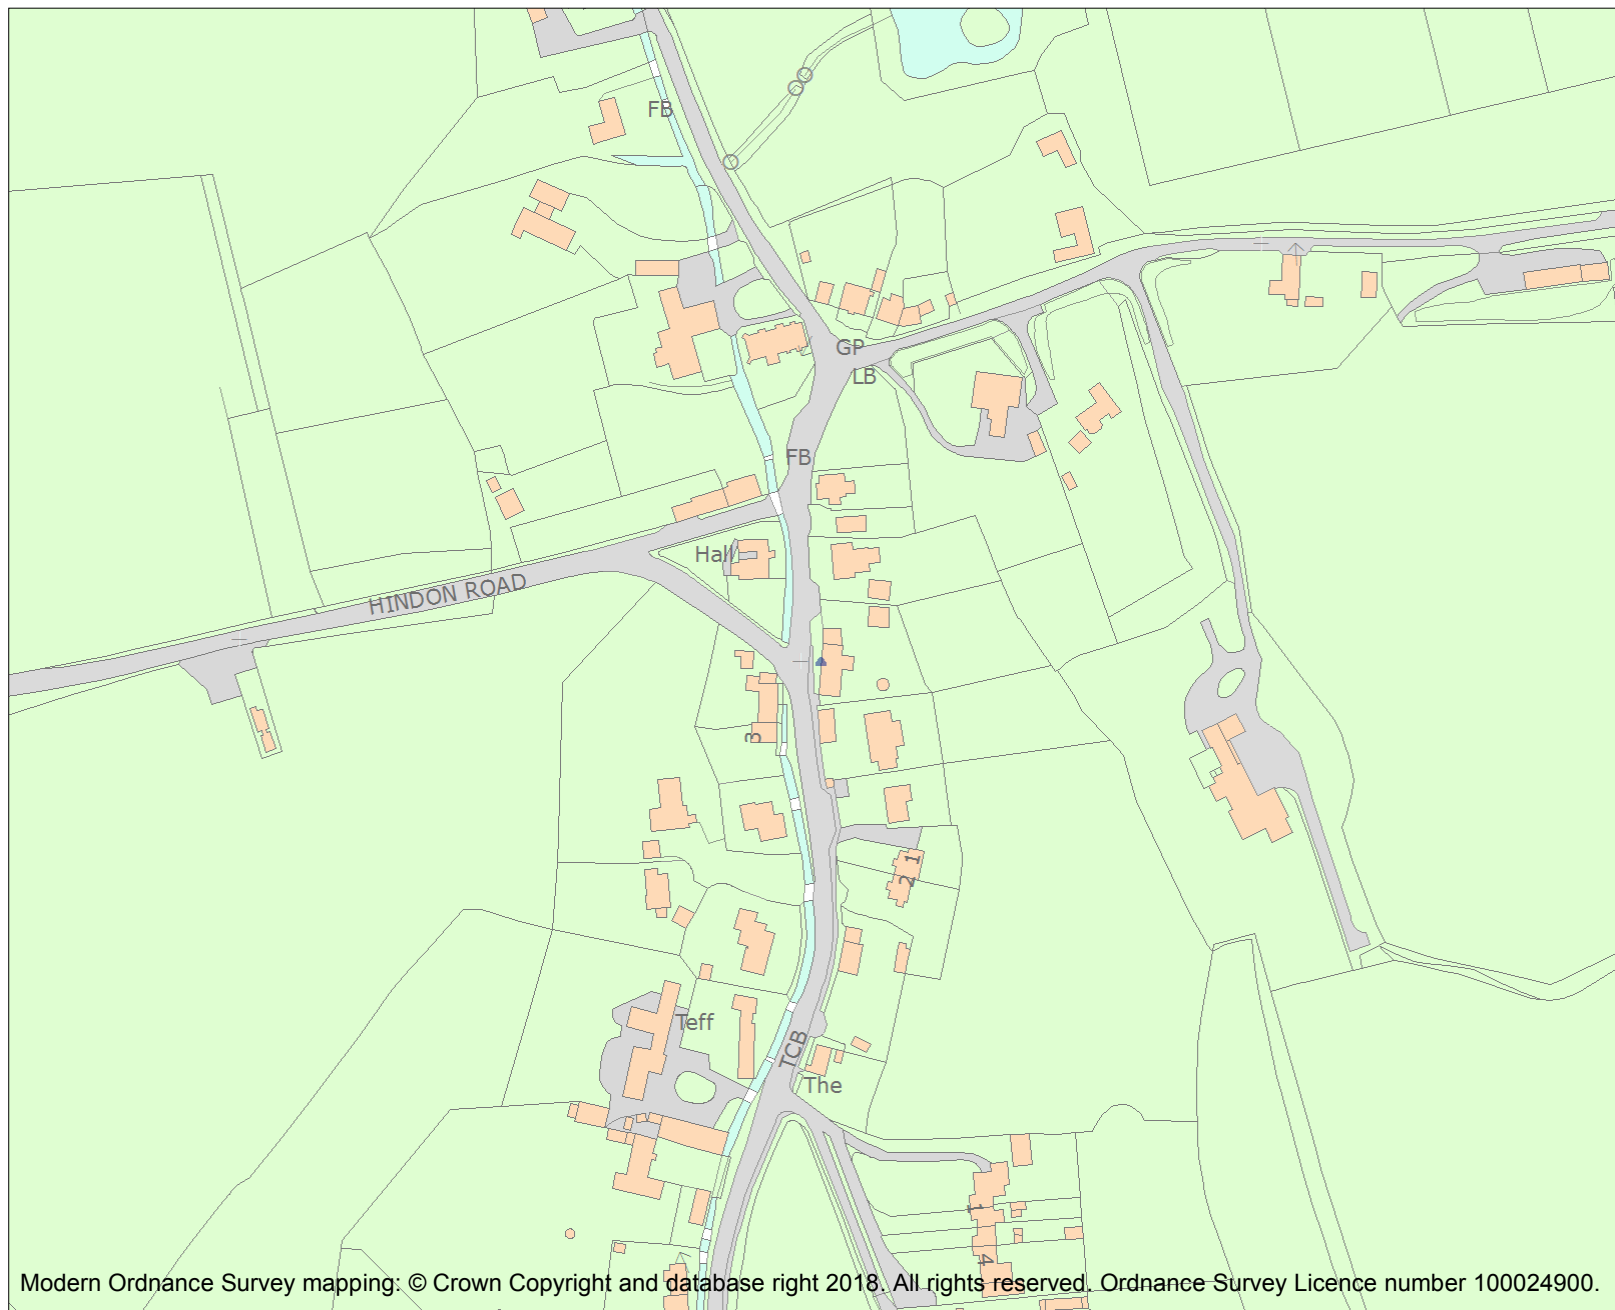 FB
GP
LB
FB
Hall
HINDON ROAD
3
1
2
Teff
TCB
The
1
4
Modern Ordnance Survey mapping: © Crown Copyright and database right 2018. All rights reserved. Ordnance Survey Licence number 100024900.